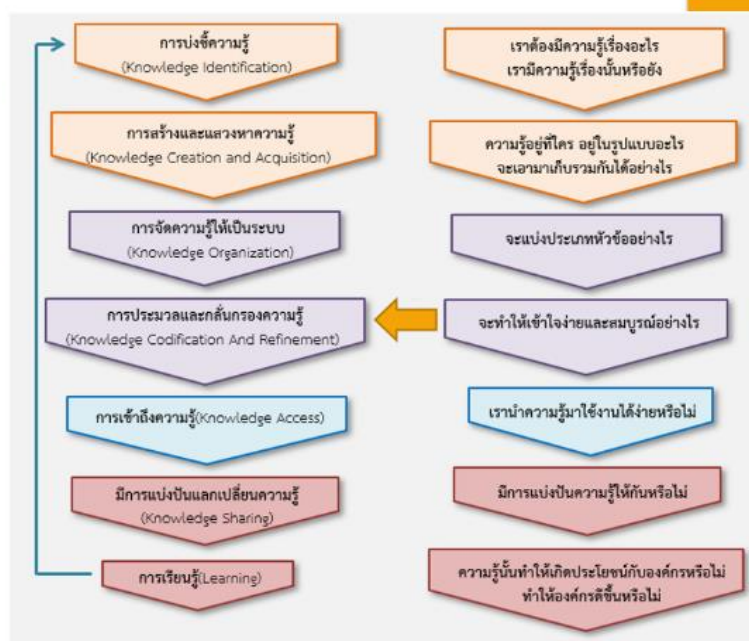 การบ่งชี้ความรู้
(Knowledge Identification)
เราต้องมีความรู้เรื่องอะไร
เรามีความรู้เรื่องนั้นหรือยัง
การสร้างและแสวงหาความรู้
(Knowledge Creation and Acquisition)
ความรู้อยู่ที่ใคร อยู่ในรูปแบบอะไร
จะเอามาเก็บรวมกันได้อย่างไร
การจัดความรู้ให้เป็นระบบ
(Knowledge Organization)
จะแบ่งประเภทหัวข้ออย่างไร
การประมวลและกลั่นกรองความรู้
(Knowledge Codification And Refinement)
จะทำให้เข้าใจง่ายและสมบูรณ์อย่างไร
การเข้าถึงความรู้(Knowledge Access)
เรานำความรู้มาใช้งานได้ง่ายหรือไม่
มีการแบ่งปันแลกเปลี่ยนความรู้
(Knowledge Sharing)
มีการแบ่งปันความรู้ให้กันหรือไม่
การเรียนรู้(Learning)
ความรู้นั้นทำให้เกิดประโยชน์กับองค์กรหรือไม่
ทำให้องค์กรดีขึ้นหรือไม่